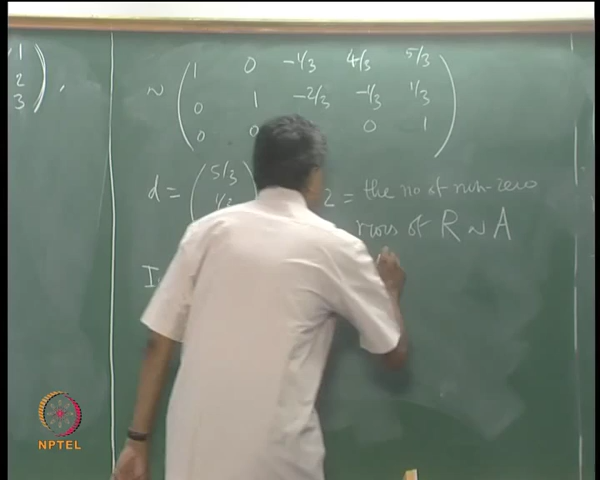 1
2
3
,
~ ( 1 0 -1/3 4/3 5/3
0 1 -2/3 -1/3 1/3
0 0 0 1 )
d = ( 5/3 2 = the no of non-zero
1/3 rows of R ~ A
I
NPTEL